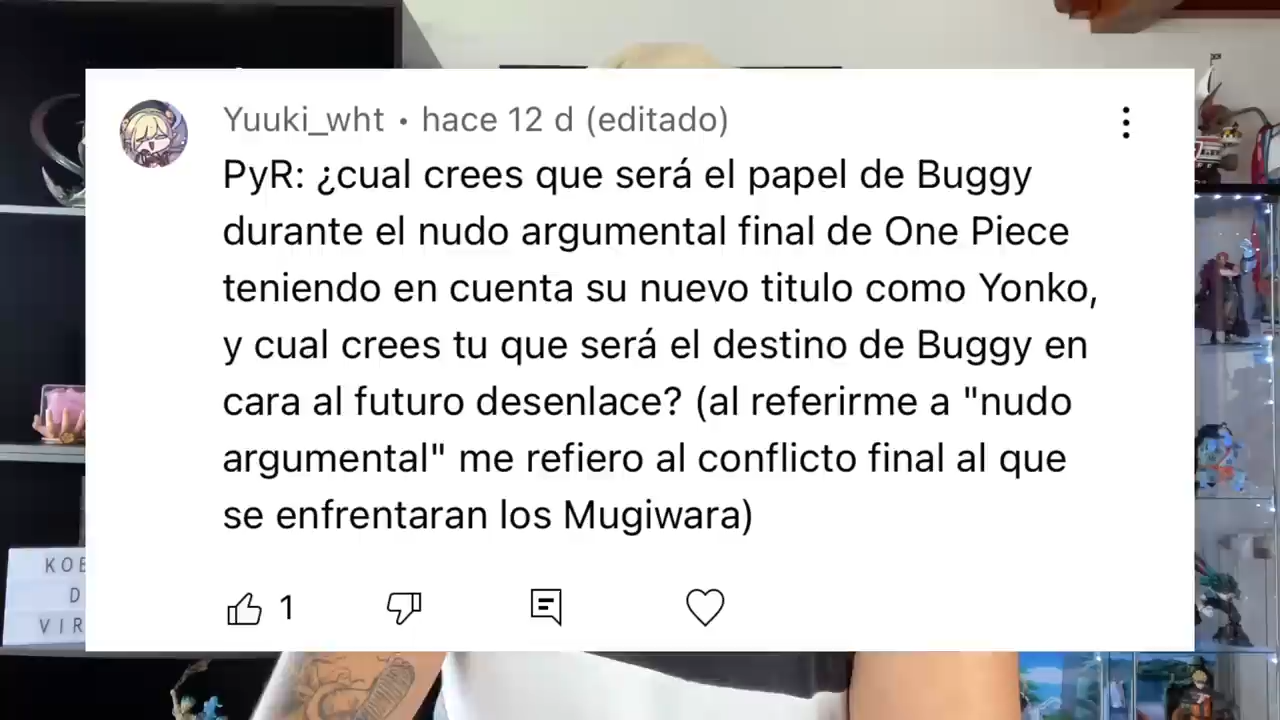 Yuuki_wht • hace 12 d (editado)
PyR: ¿cual crees que será el papel de Buggy
durante el nudo argumental final de One Piece
teniendo en cuenta su nuevo titulo como Yonko,
y cual crees tu que será el destino de Buggy en
cara al futuro desenlace? (al referirme a "nudo
argumental" me refiero al conflicto final al que
se enfrentaran los Mugiwara)
1
KOB
D
VIR